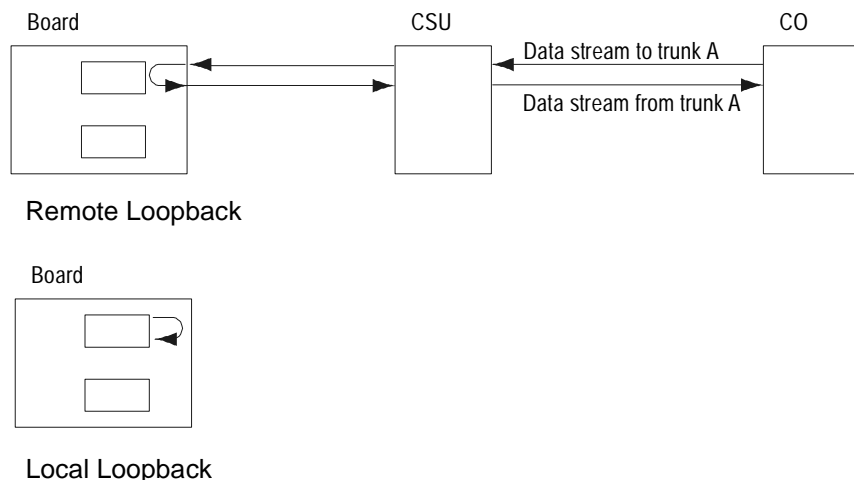 Board
CSU
CO
Data stream to trunk A
Data stream from trunk A
Remote Loopback
Board
Local Loopback